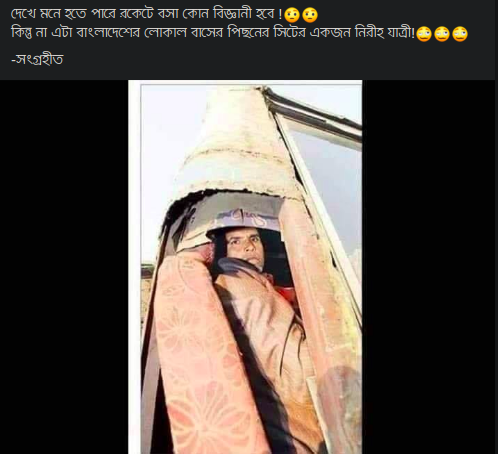 দেখে মনে হতে পারে রকেটে বসা কোন বিজ্ঞানী হবে !😟😟
কিন্তু না এটা বাংলাদেশের লোকাল বাসের পিছনের সিটের একজন নিরীহ যাত্রী!🙄🙄🙄
-সংগ্রহীত